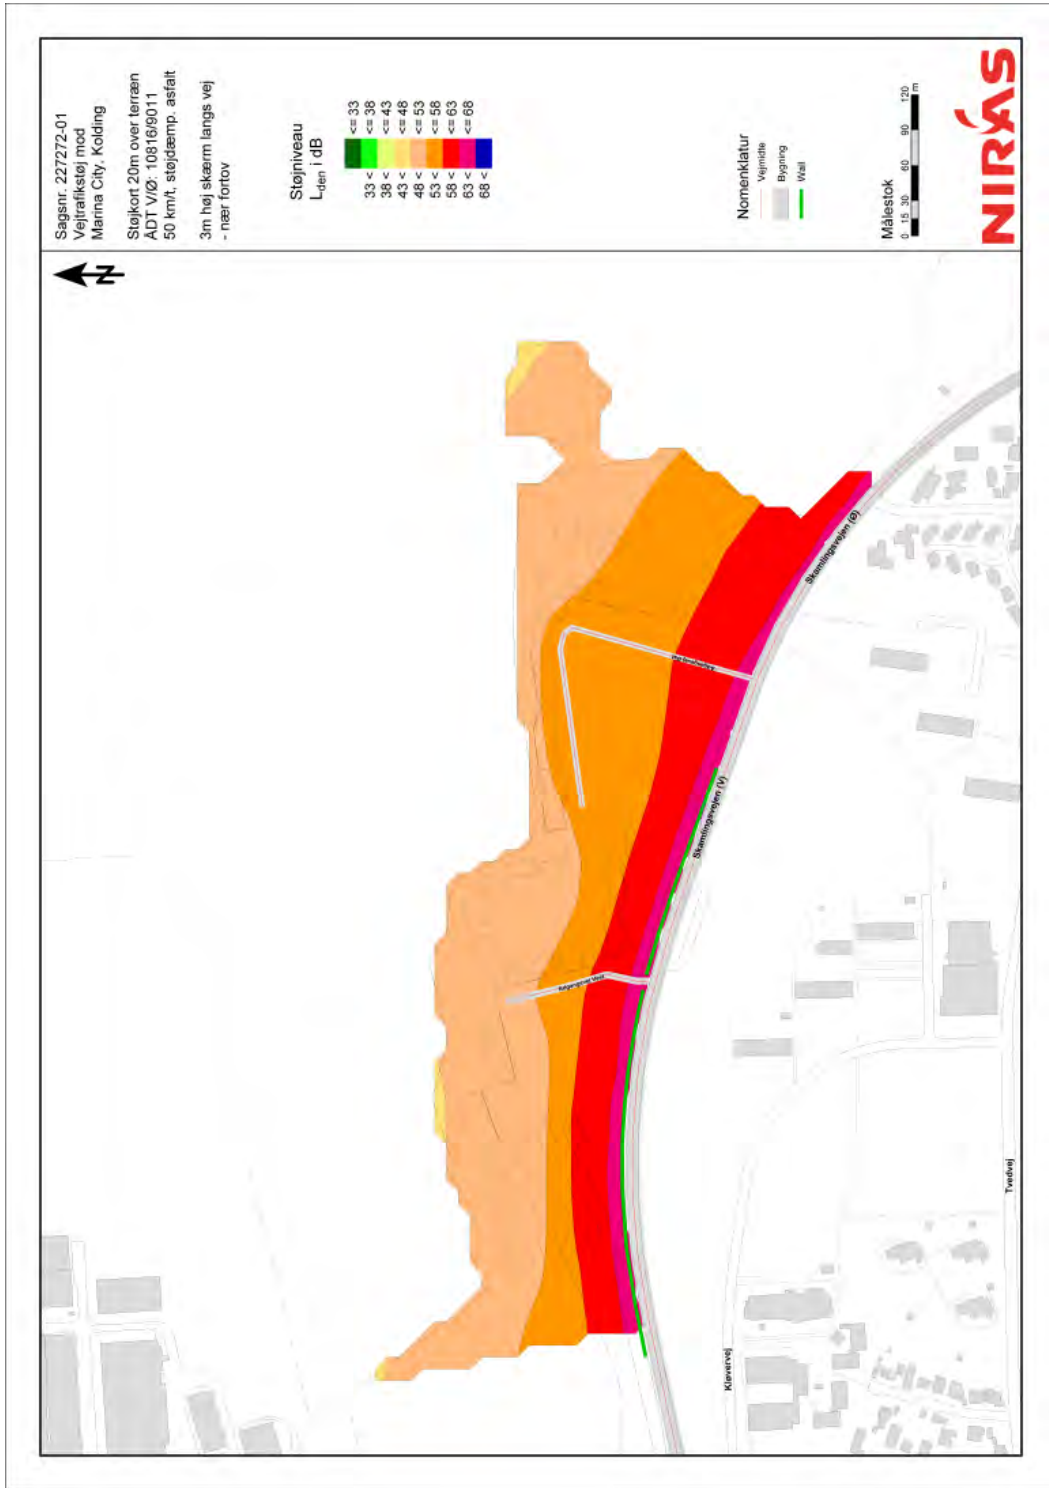 Sagsnr. 227272-01
Vejtrafikstøj mod
Marina City, Kolding
Støjkort 20m over terræn
ÅDT V/Ø: 10816/9011
50 km/t, støjdæmp. asfalt
3m høj skærm langs vej
- nær fortov
Støjniveau
Lden i dB
<= 33
33 < <= 38
38 < <= 43
43 < <= 48
48 < <= 53
53 < <= 58
58 < <= 63
63 < <= 68
68 <
Nomenklatur
Vejmidte
Bygning
Wall
Målestok
0 15 30 60 90 120
m
NIRÁS
N
Skamlingsvejen (Ø)
Skamlingsvejen (V)
Adgangsvej Vest
Kløvervej
Tvedvej